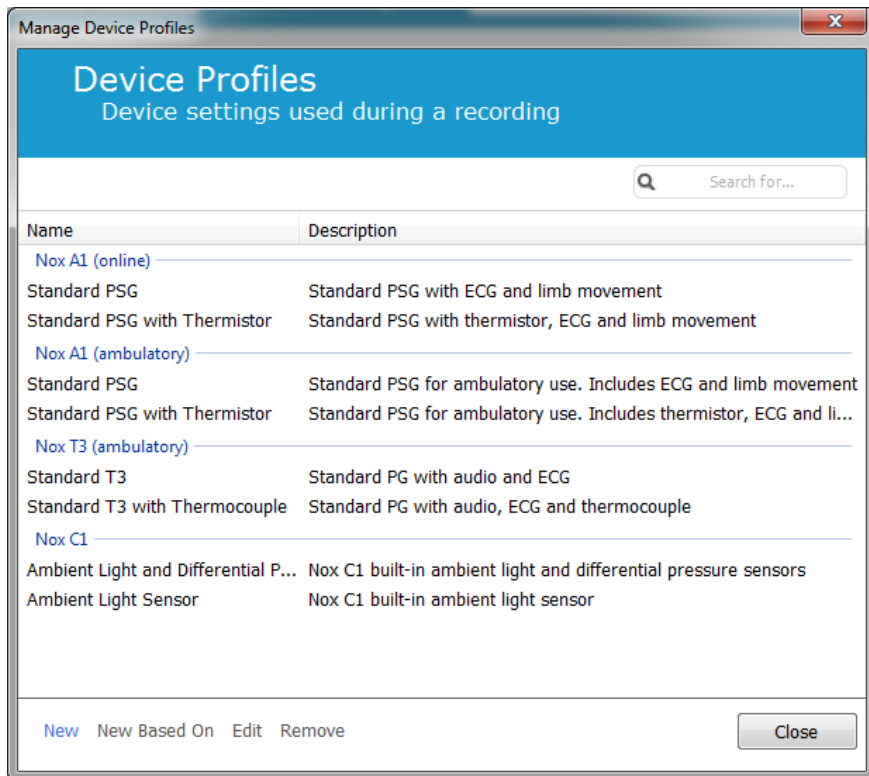 Manage Device Profiles
x
Device Profiles
Device settings used during a recording
Search for...
Name Description
Nox A1 (online)
Standard PSG Standard PSG with ECG and limb movement
Standard PSG with Thermistor Standard PSG with thermistor, ECG and limb movement
Nox A1 (ambulatory)
Standard PSG Standard PSG for ambulatory use. Includes ECG and limb movement
Standard PSG with Thermistor Standard PSG for ambulatory use. Includes thermistor, ECG and li...
Nox T3 (ambulatory)
Standard T3 Standard PG with audio and ECG
Standard T3 with Thermocouple Standard PG with audio, ECG and thermocouple
Nox C1
Ambient Light and Differential P... Nox C1 built-in ambient light and differential pressure sensors
Ambient Light Sensor Nox C1 built-in ambient light sensor
New New Based On Edit Remove Close